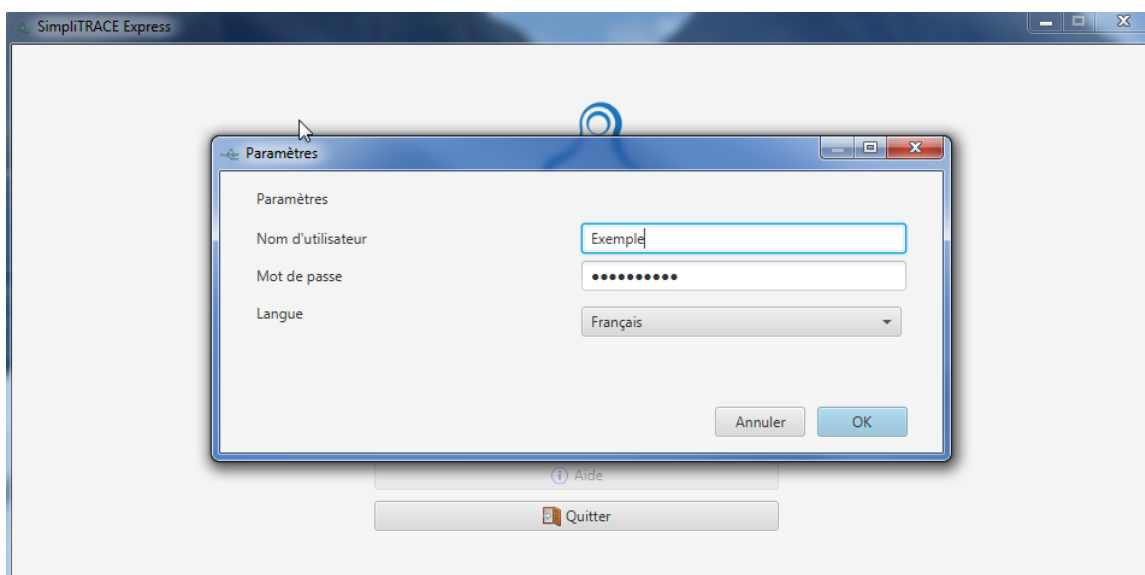 SimpliTRACE Express
Paramètres
Paramètres
Nom d'utilisateur
Exemple
Mot de passe
••••••••••
Langue
Français
Annuler
OK
Aide
Quitter